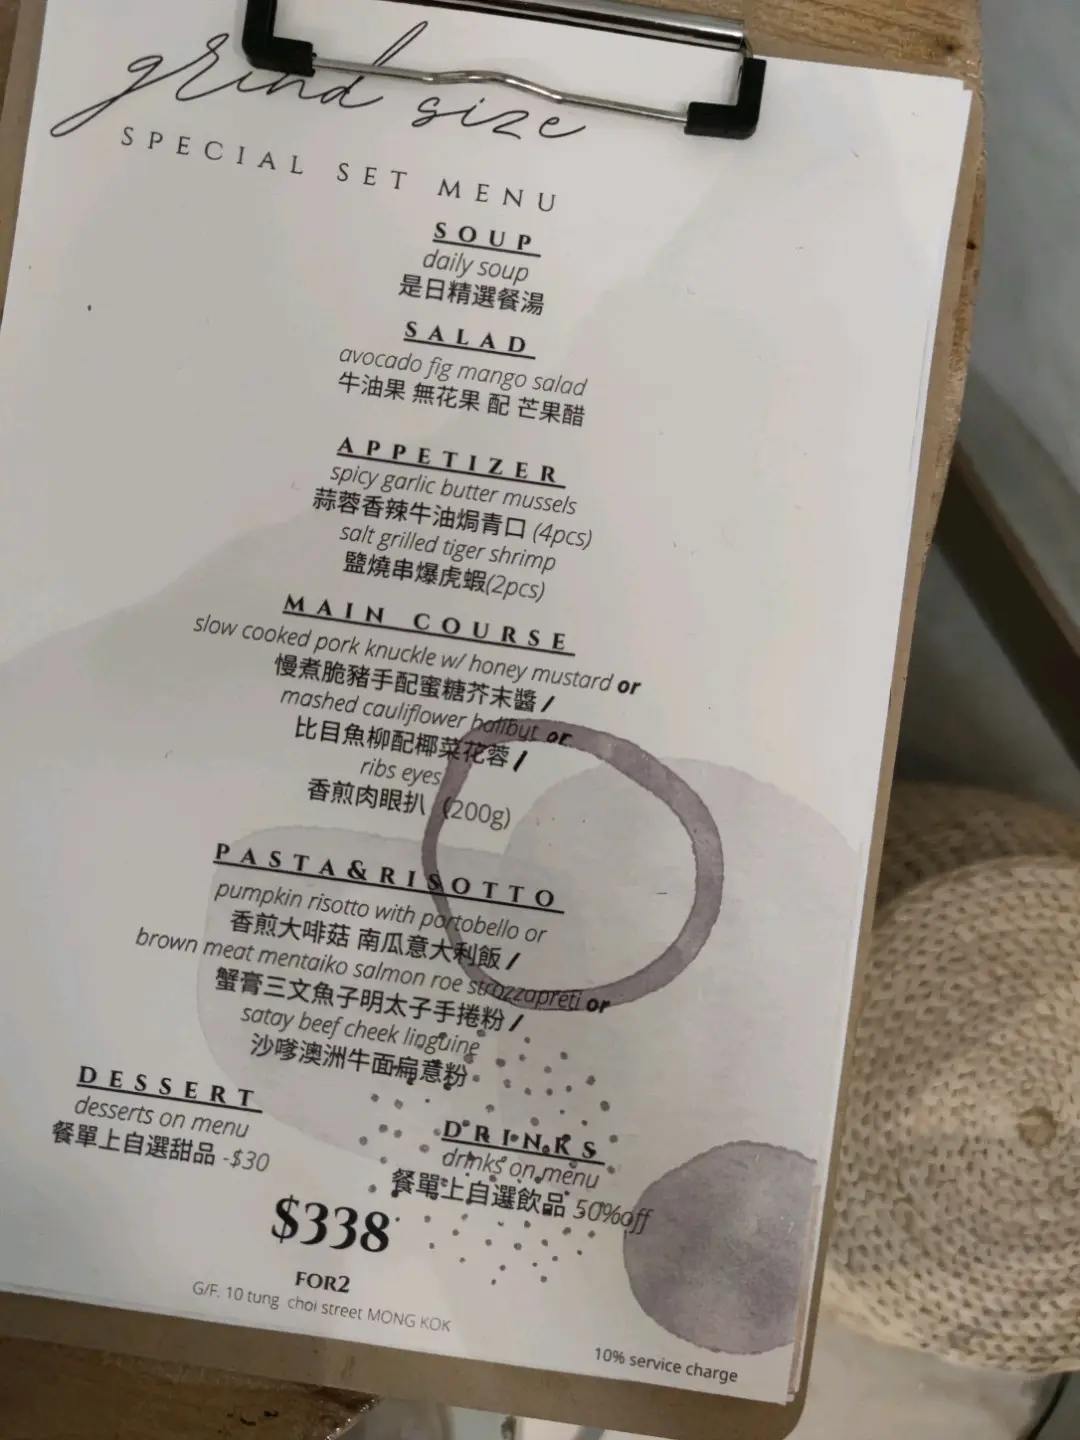 grind size
SPECIAL SET MENU
SOUP
daily soup
是日精選餐湯
SALAD
avocado fig mango salad
牛油果 無花果 配 芒果醋
APPETIZER
spicy garlic butter mussels
蒜蓉香辣牛油焗青口 (4pcs)
salt grilled tiger shrimp
鹽燒串爆虎蝦(2pcs)
MAIN COURSE
slow cooked pork knuckle w/ honey mustard or
慢煮脆豬手配蜜糖芥末醬 /
mashed cauliflower halibut or
比目魚柳配椰菜花蓉 /
ribs eyes
香煎肉眼扒 (200g)
PASTA&RISOTTO
pumpkin risotto with portobello or
香煎大啡菇 南瓜意大利飯 /
brown meat mentaiko salmon roe strozzapreti or
蟹膏三文魚子明太子手捲粉 /
satay beef cheek linguine
沙嗲澳洲牛面扁意粉
DESSERT
desserts on menu
餐單上自選甜品 -$30
DRINKS
drinks on menu
餐單上自選飲品 50%off
$338
FOR2
G/F. 10 tung choi street MONG KOK
10% service charge